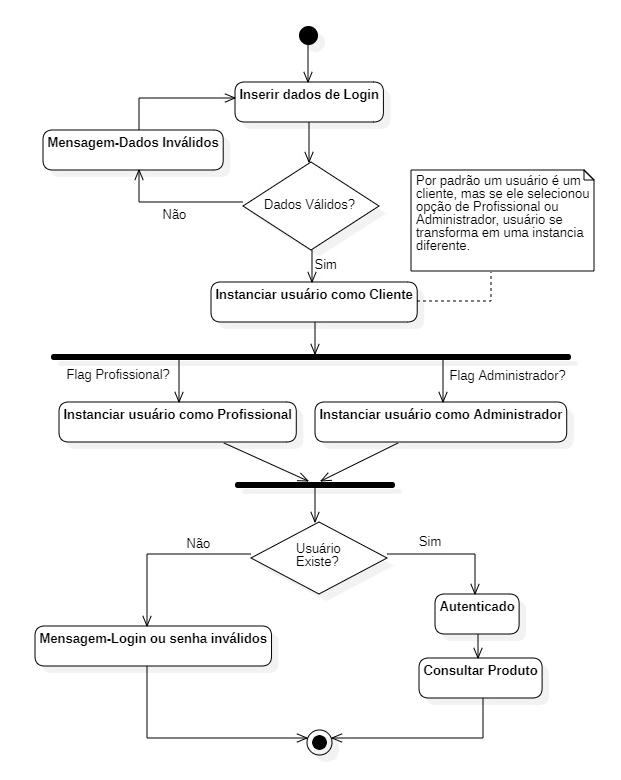 Inserir dados de Login
Mensagem-Dados Inválidos
Dados Válidos?
Não
Por padrão um usuário é um
cliente, mas se ele selecionou
opção de Profissional ou
Administrador, usuário se
transforma em uma instancia
diferente.
Sim
Instanciar usuário como Cliente
Flag Profissional?
Flag Administrador?
Instanciar usuário como Profissional
Instanciar usuário como Administrador
Usuário
Existe?
Não
Sim
Autenticado
Mensagem-Login ou senha inválidos
Consultar Produto